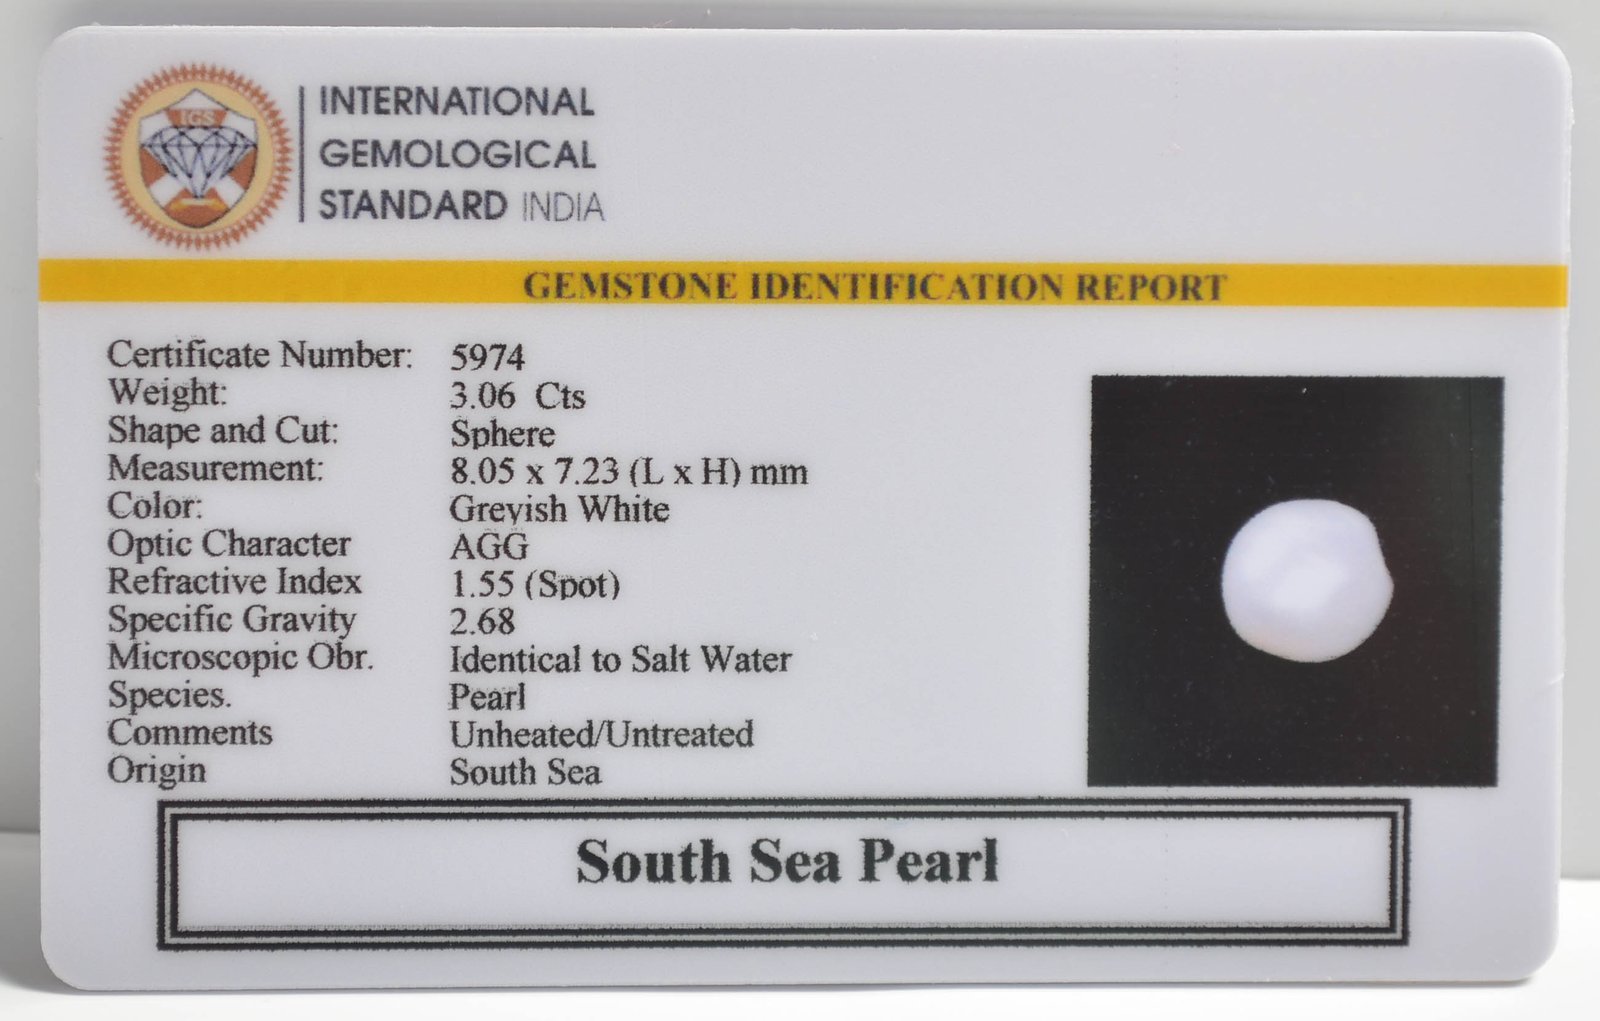 IGS
INTERNATIONAL
GEMOLOGICAL
STANDARD INDIA
GEMSTONE IDENTIFICATION REPORT
Certificate Number: 5974
Weight: 3.06 Cts
Shape and Cut: Sphere
Measurement: 8.05 x 7.23 (L x H) mm
Color: Greyish White
Optic Character AGG
Refractive Index 1.55 (Spot)
Specific Gravity 2.68
Microscopic Obr. Identical to Salt Water
Species. Pearl
Comments Unheated/Untreated
Origin South Sea
South Sea Pearl